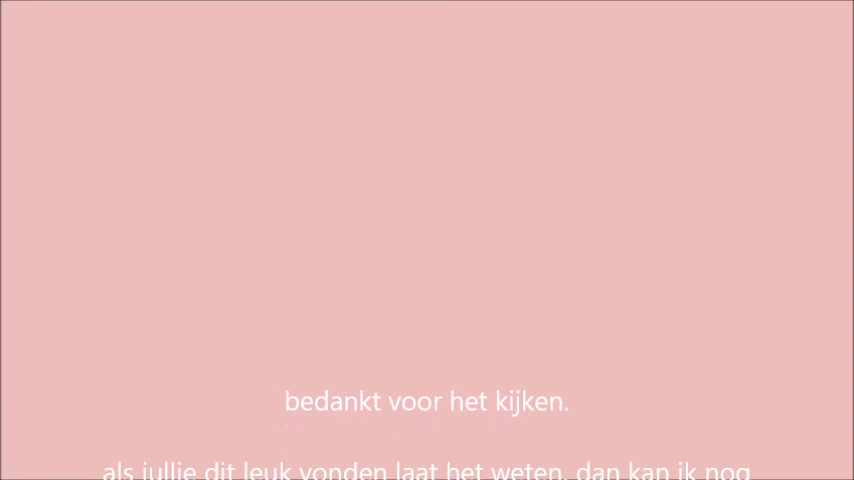 bedankt voor het kijken.
als jullie dit leuk vonden laat het weten, dan kan ik nog